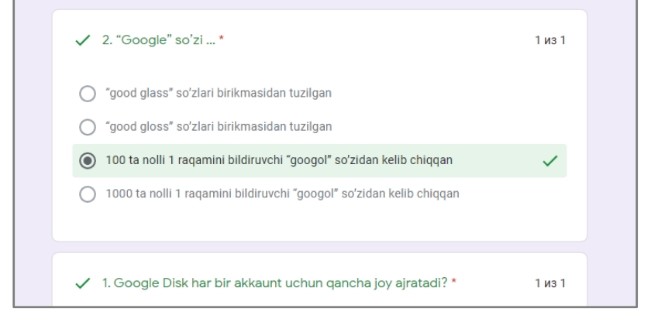 2. “Google” so‘zi ... * 1 из 1
“good glass” so‘zlari birikmasidan tuzilgan
“good gloss” so‘zlari birikmasidan tuzilgan
100 ta nolli 1 raqamini bildiruvchi “googol” so‘zidan kelib chiqqan
1000 ta nolli 1 raqamini bildiruvchi “googol” so‘zidan kelib chiqqan
1. Google Disk har bir akkaunt uchun qancha joy ajratadi? * 1 из 1